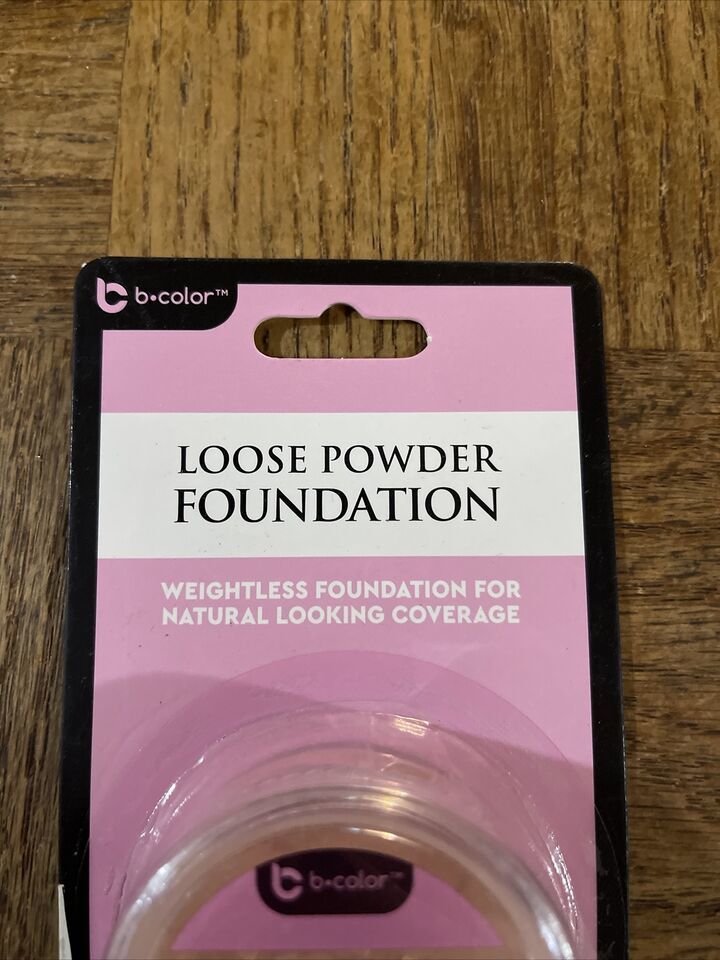 b•color™
LOOSE POWDER
FOUNDATION
WEIGHTLESS FOUNDATION FOR
NATURAL LOOKING COVERAGE
b•color™